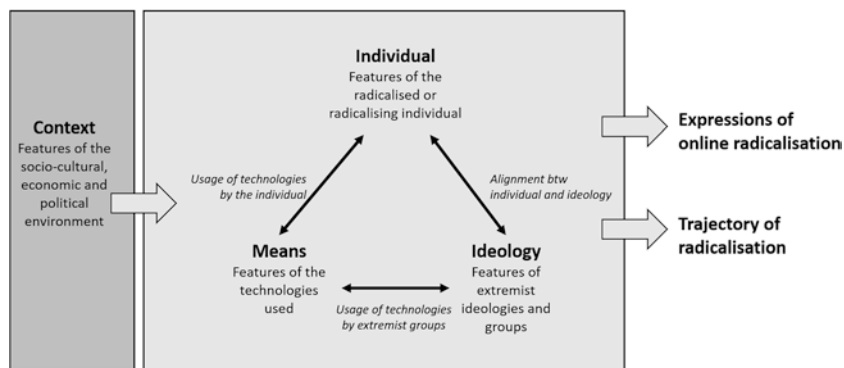 Context
Features of the
socio-cultural,
economic and
political
environment
Individual
Features of the
radicalised or
radicalising individual
Usage of technologies
by the individual
Alignment btw
individual and ideology
Means
Features of the
technologies
used
Usage of technologies
by extremist groups
Ideology
Features of
extremist
ideologies and
groups
Expressions of
online radicalisation
Trajectory of
radicalisation